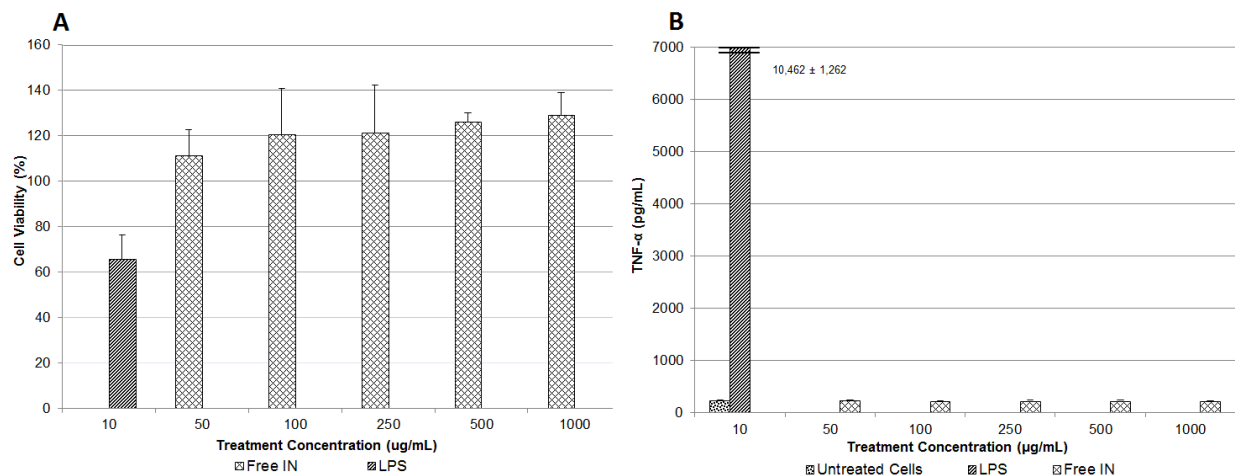 A
160
140
120
100
80
60
40
20
0
Cell Viability (%)
10 50 100 250 500 1000
Treatment Concentration (ug/mL)
Free IN LPS
B
7000
6000
5000
4000
3000
2000
1000
0
TNF-α (pg/mL)
10,462 ± 1,262
10 50 100 250 500 1000
Treatment Concentration (µg/mL)
Untreated Cells LPS Free IN